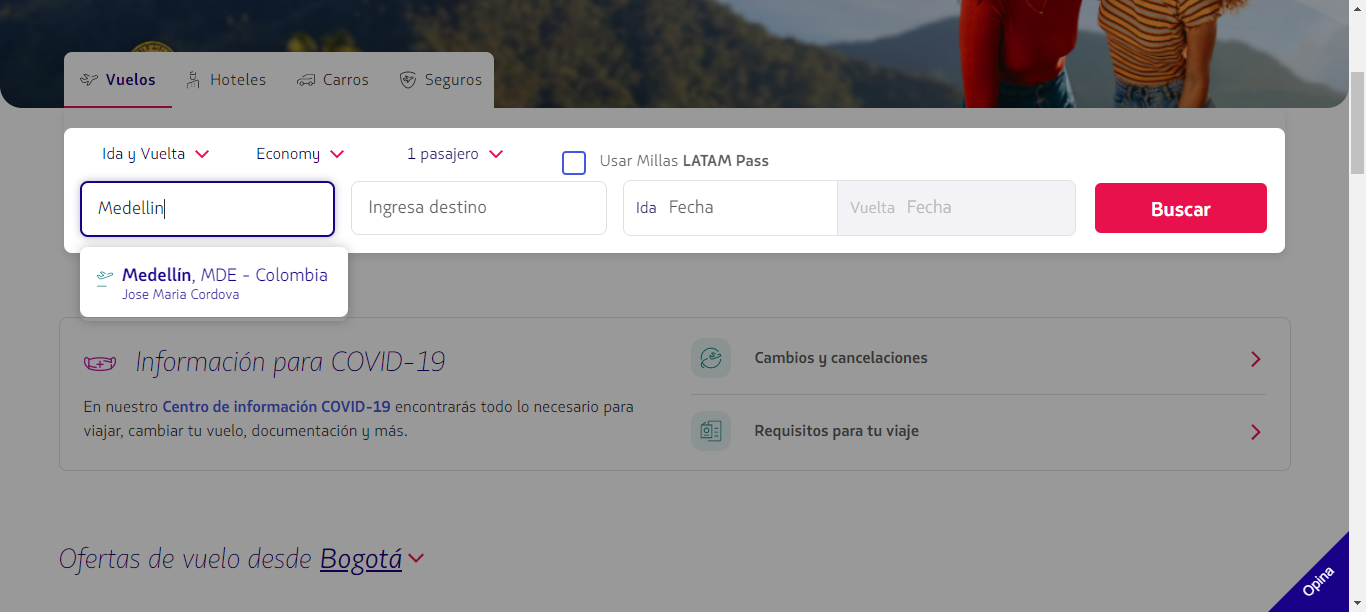 Vuelos Hoteles Carros Seguros
Ida y Vuelta Economy 1 pasajero Usar Millas LATAM Pass
Medellin Ingresa destino Ida Fecha Vuelta Fecha Buscar
Medellín, MDE - Colombia
Jose Maria Cordova
Información para COVID-19
En nuestro Centro de información COVID-19 encontrarás todo lo necesario para
viajar, cambiar tu vuelo, documentación y más.
Cambios y cancelaciones
Requisitos para tu viaje
Ofertas de vuelo desde Bogotá
Opina